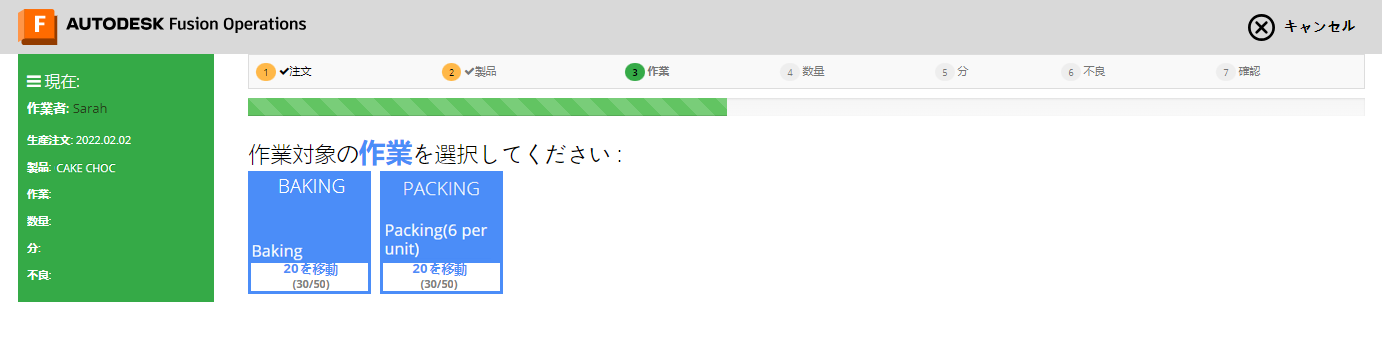 F AUTODESK Fusion Operations
キャンセル
現在:
作業者: Sarah
生産注文: 2022.02.02
製品: CAKE CHOC
作業:
数量:
分:
不良:
1 注文 2 製品 3 作業 4 数量 5 分 6 不良 7 確認
作業対象の作業を選択してください :
BAKING
Baking
20を移動
(30/50)
PACKING
Packing(6 per
unit)
20を移動
(30/50)